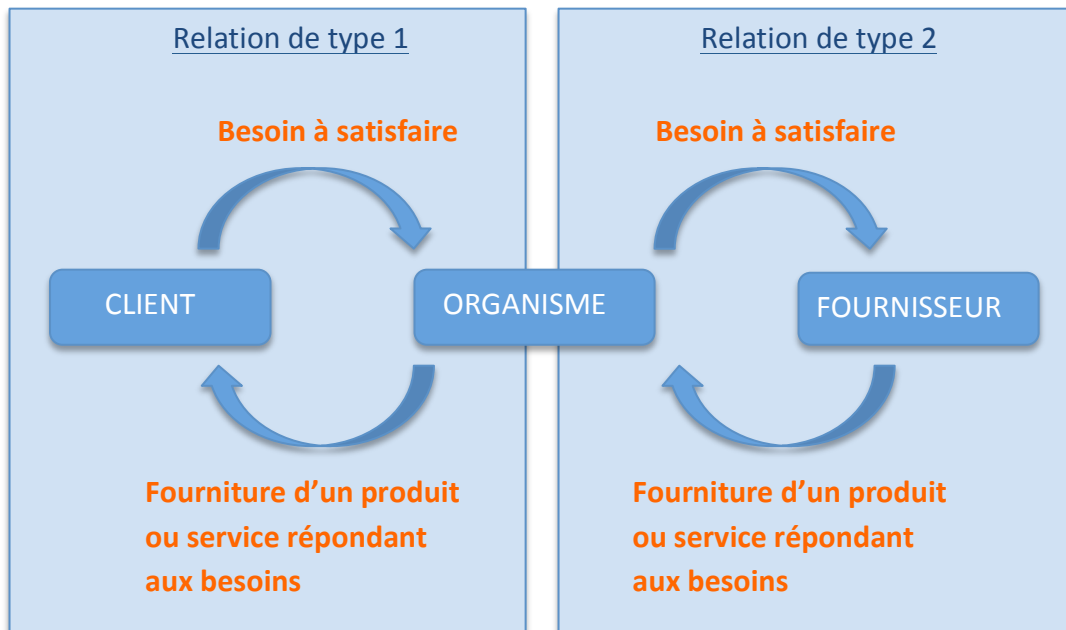 Relation de type 1
Besoin à satisfaire
CLIENT
ORGANISME
Fourniture d’un produit
ou service répondant
aux besoins
Relation de type 2
Besoin à satisfaire
FOURNISSEUR
Fourniture d’un produit
ou service répondant
aux besoins